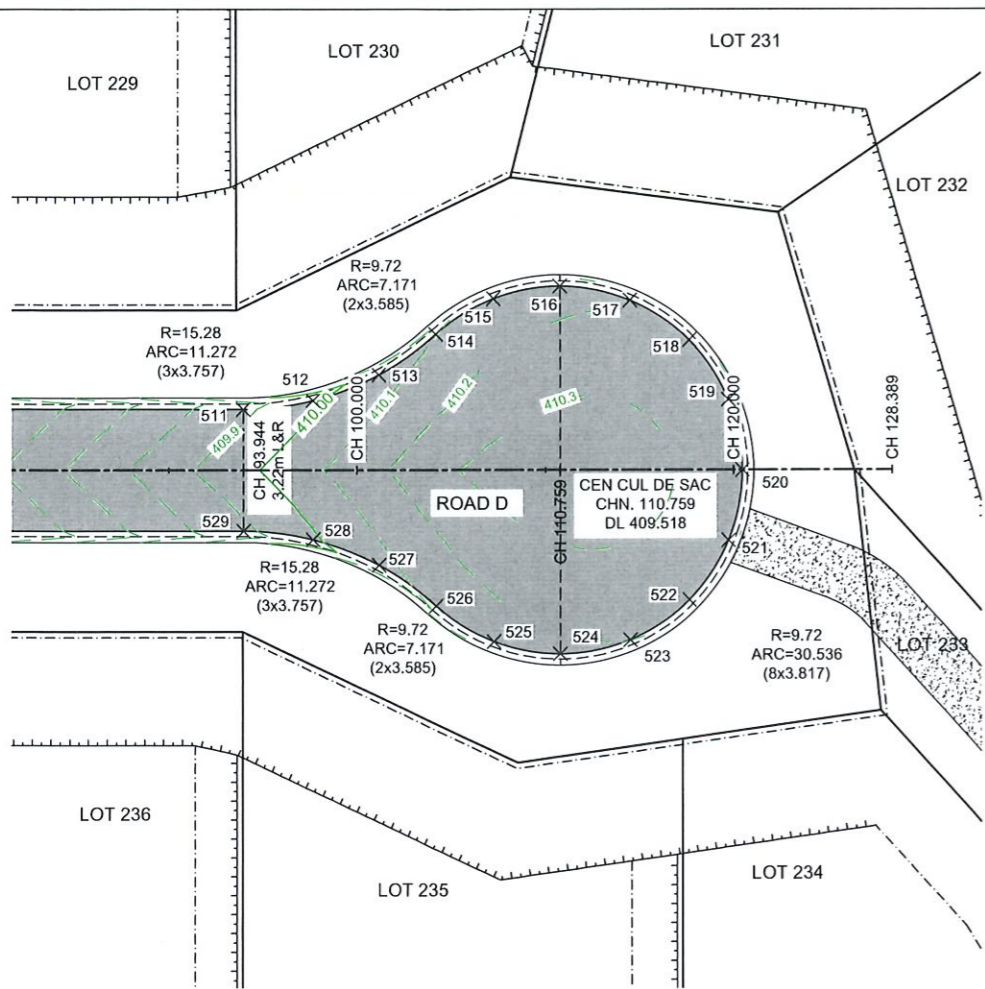 LOT 229
LOT 230
LOT 231
LOT 232
R=9.72
ARC=7.171
(2x3.585)
R=15.28
ARC=11.272
(3x3.757)
511
512
513
514
515
516
517
518
519
409.9
410.00
410.1
410.2
410.3
CH 93.944
3.22m L&R
CH 100.000
CH 110.759
CH 120.000
CH 128.389
ROAD D
CEN CUL DE SAC
CHN. 110.759
DL 409.518
520
521
522
523
524
525
526
527
528
529
R=15.28
ARC=11.272
(3x3.757)
R=9.72
ARC=7.171
(2x3.585)
R=9.72
ARC=30.536
(8x3.817)
LOT 233
LOT 236
LOT 235
LOT 234